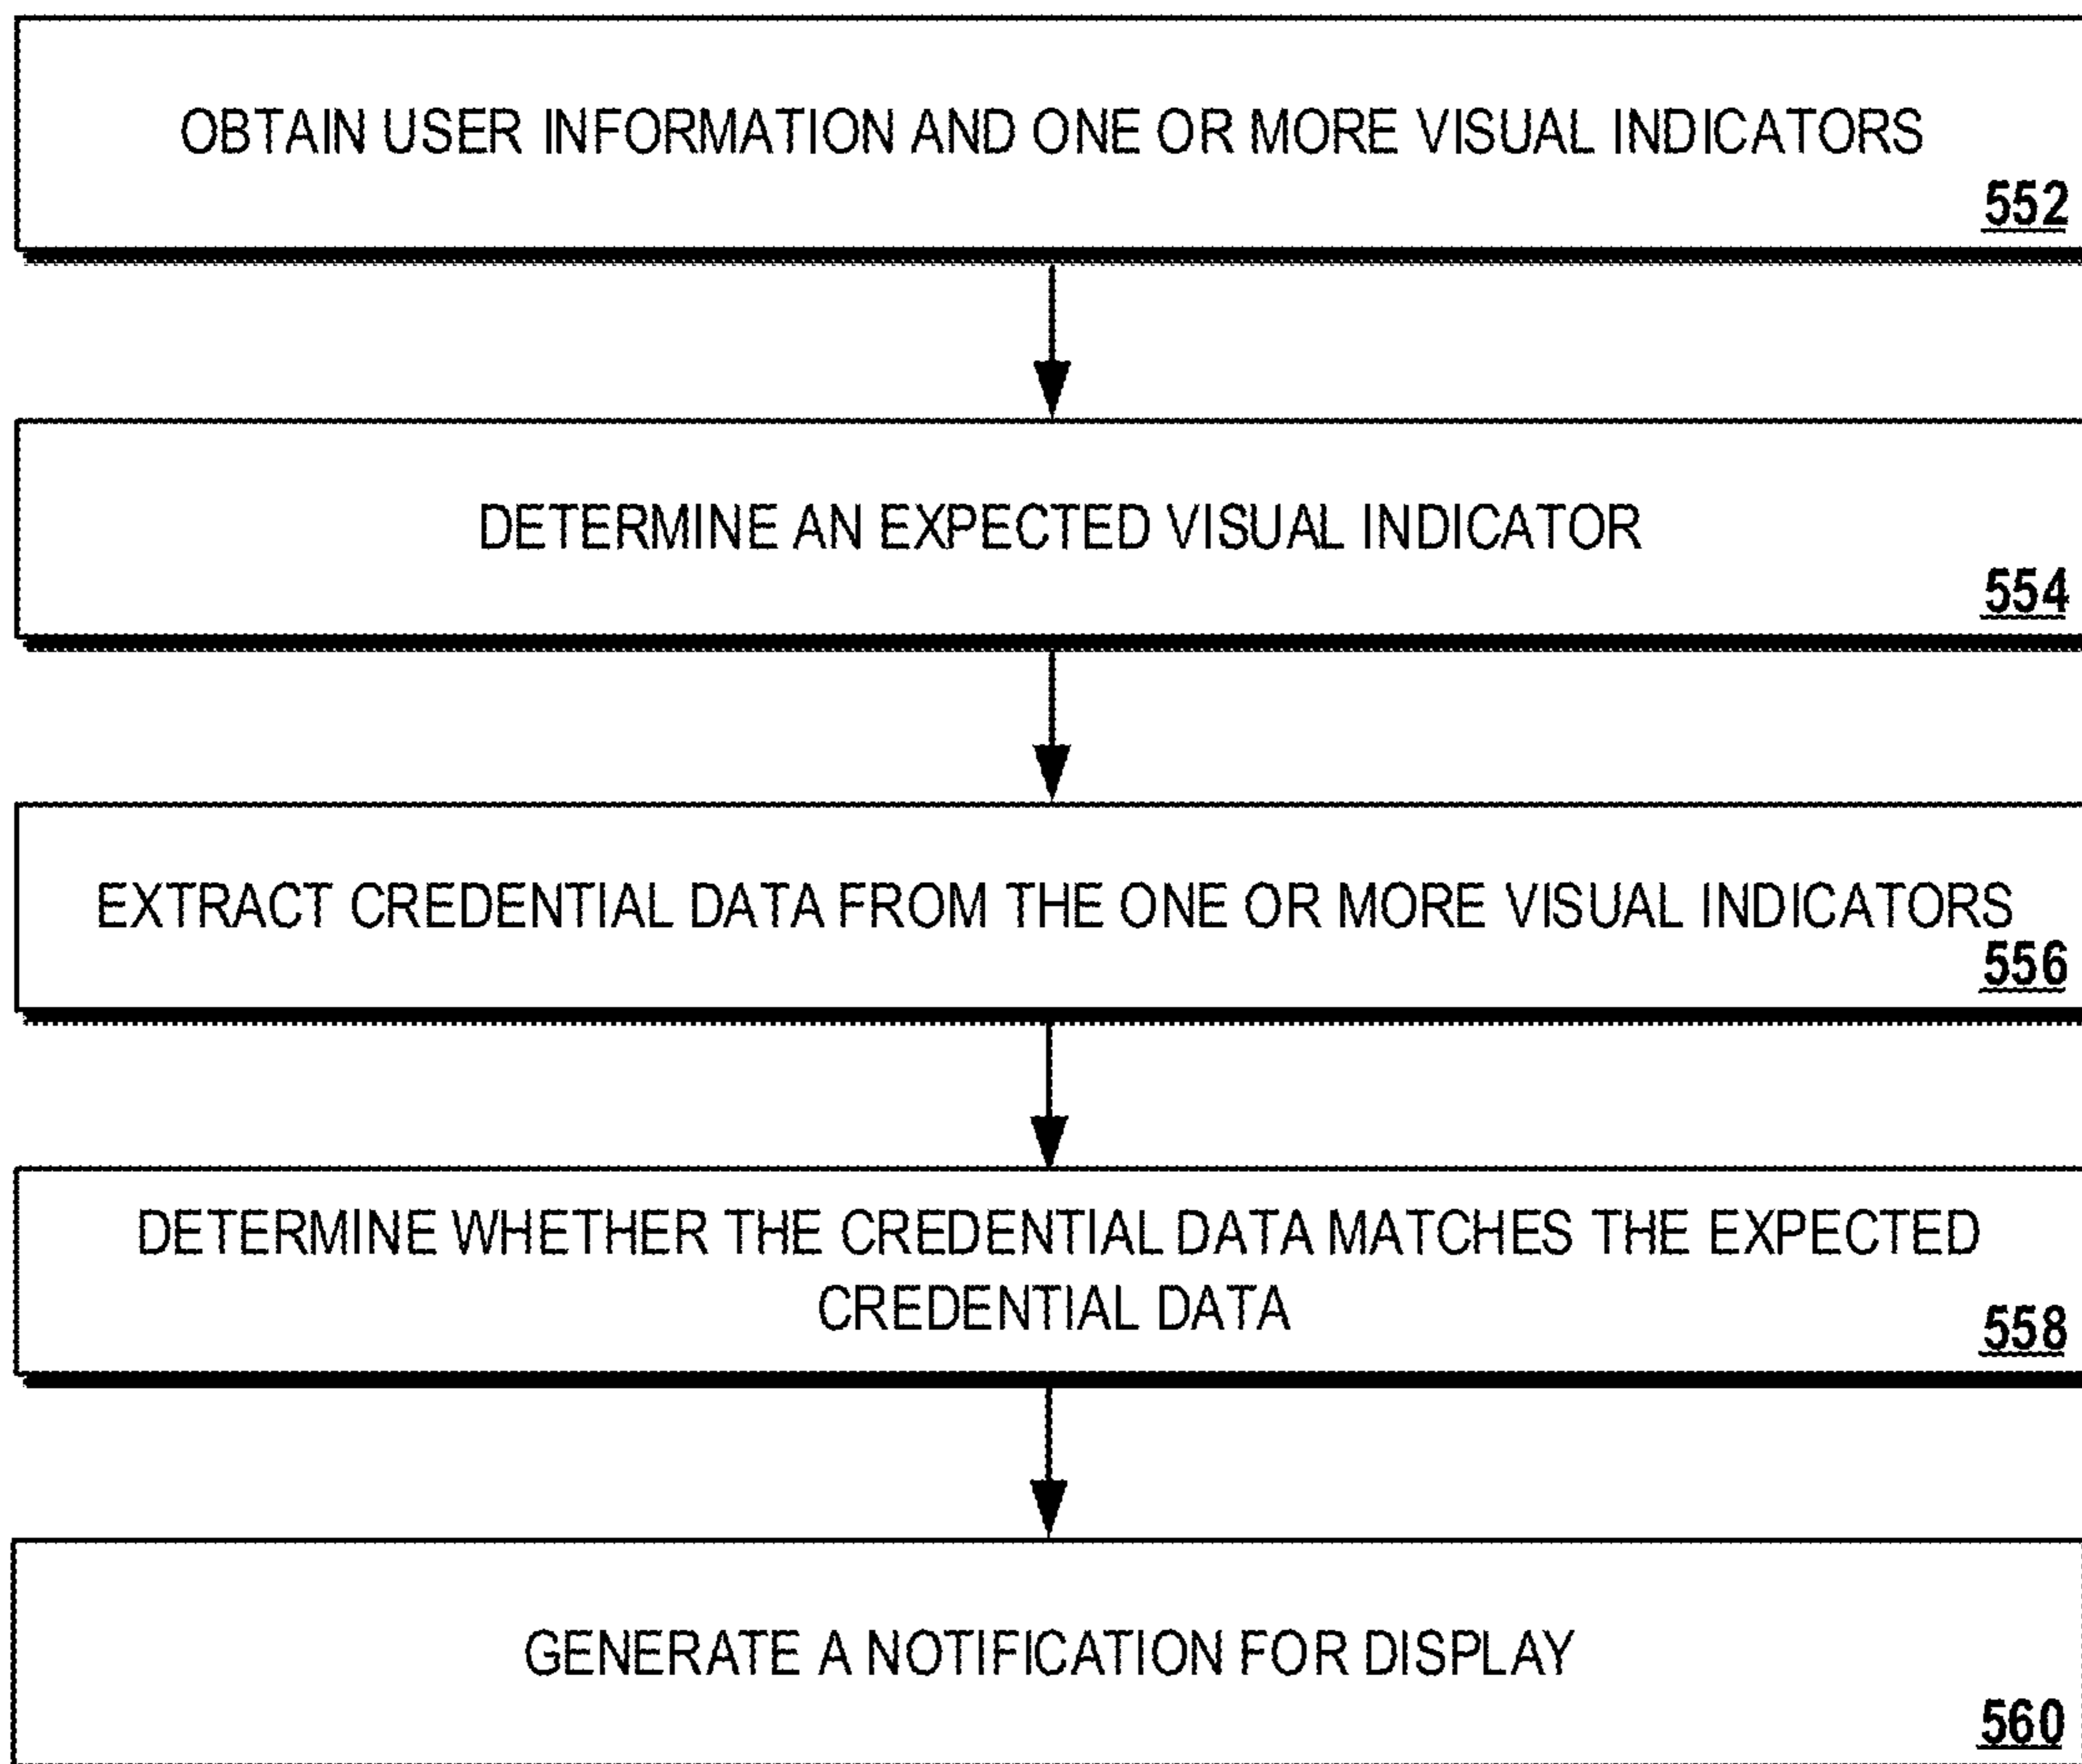 OBTAIN USER INFORMATION AND ONE OR MORE VISUAL INDICATORS
552
DETERMINE AN EXPECTED VISUAL INDICATOR
554
EXTRACT CREDENTIAL DATA FROM THE ONE OR MORE VISUAL INDICATORS
556
DETERMINE WHETHER THE CREDENTIAL DATA MATCHES THE EXPECTED
CREDENTIAL DATA
558
GENERATE A NOTIFICATION FOR DISPLAY
560